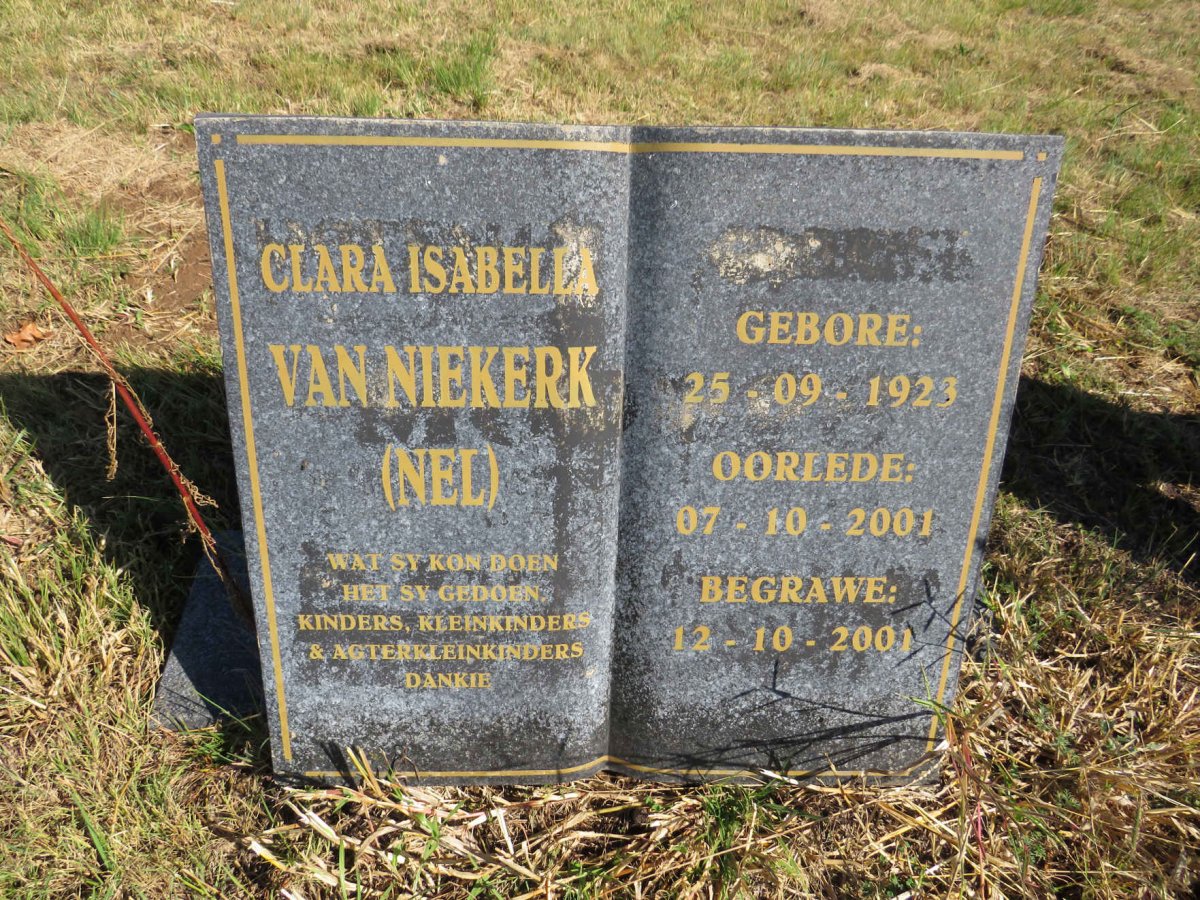 CLARA ISABELLA
VAN NIEKERK
(NEL)
WAT SY KON DOEN
HET SY GEDOEN,
KINDERS, KLEINKINDERS
& AGTERKLEINKINDERS
DANKIE
GEBORE:
25 - 09 - 1923
OORLEDE:
07 - 10 - 2001
BEGRAWE:
12 - 10 - 2001